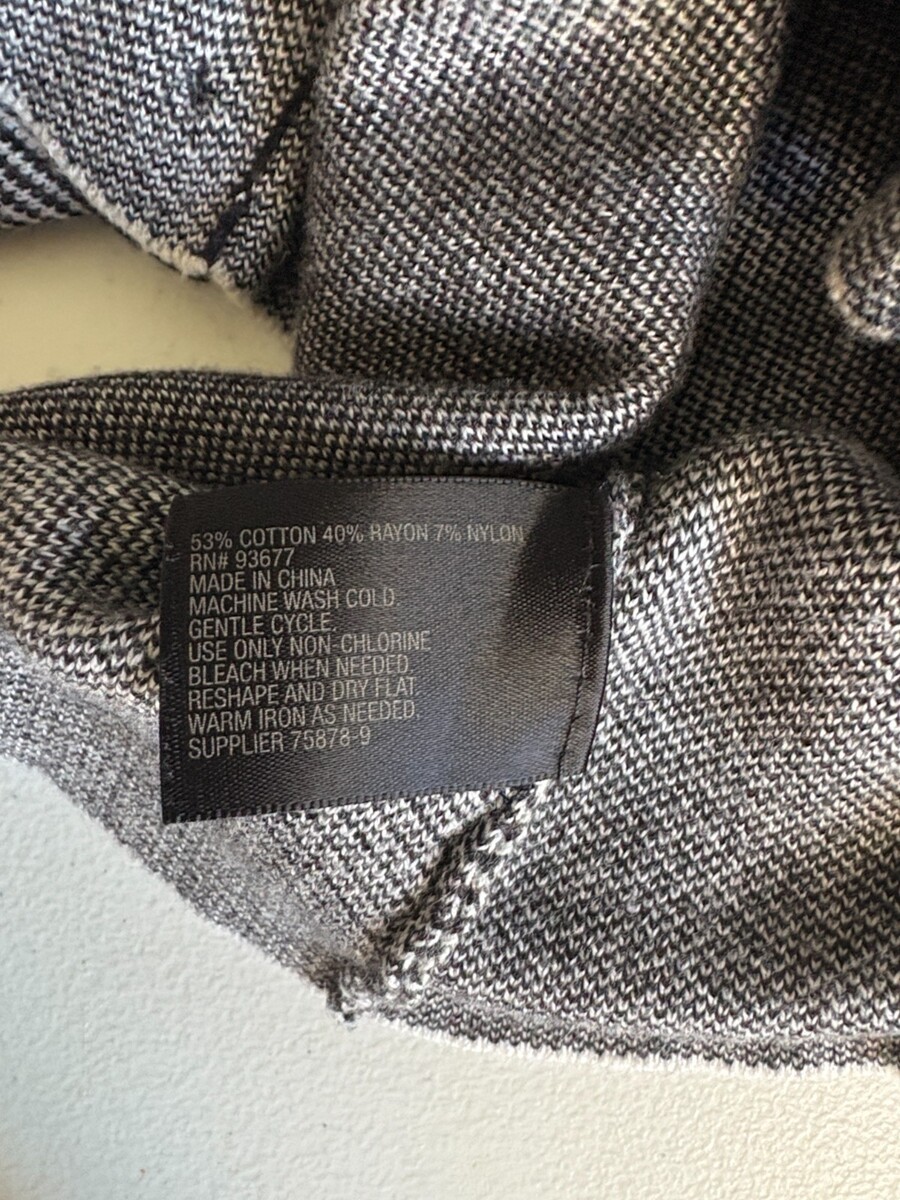 53% COTTON 40% RAYON 7% NYLON
RN# 93677
MADE IN CHINA
MACHINE WASH COLD.
GENTLE CYCLE.
USE ONLY NON-CHLORINE
BLEACH WHEN NEEDED.
RESHAPE AND DRY FLAT
WARM IRON AS NEEDED.
SUPPLIER 75878-9